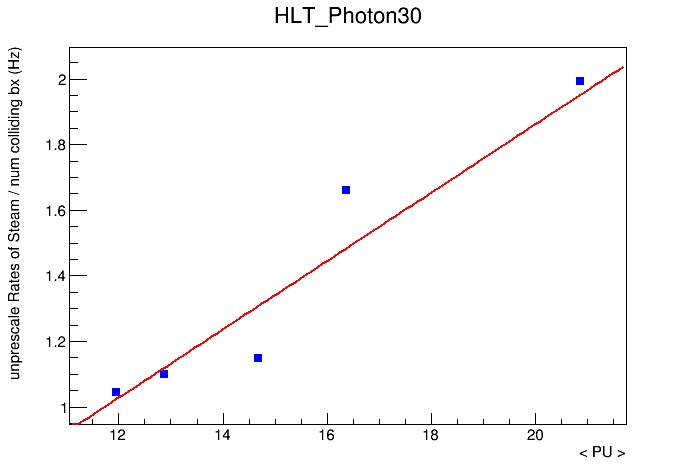 HLT_Photon30
unprescale Rates of Steam / num colliding bx (Hz)
2
1.8
1.6
1.4
1.2
1
12 14 16 18 20
< PU >